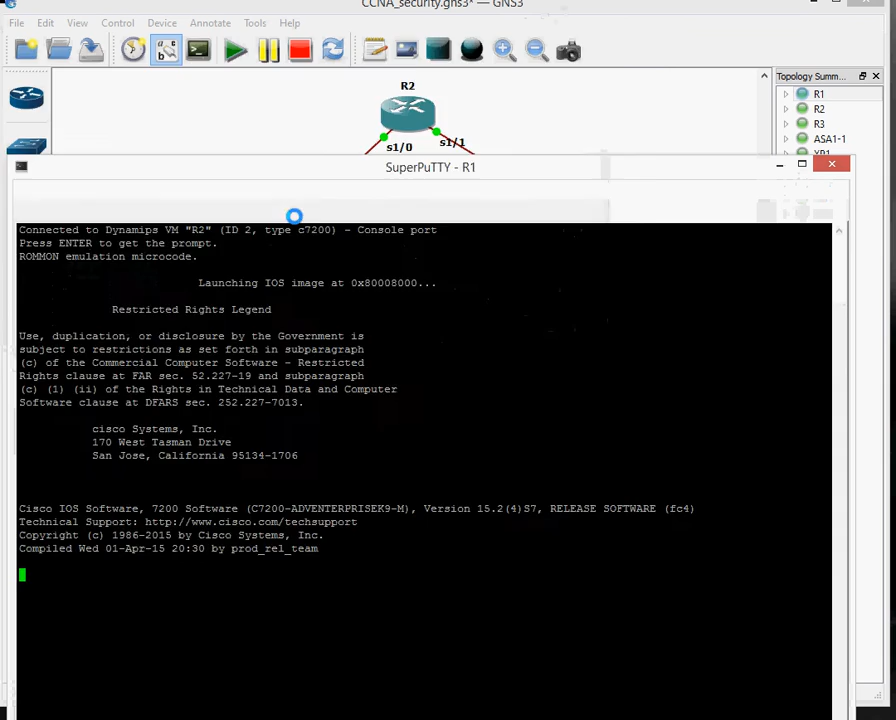 CCNA_security.gns3* — GNS3
File Edit View Control Device Annotate Tools Help
Topology Summ...
R2
R1
R2
R3
ASA1-1
s1/0
s1/1
SuperPuTTY - R1
Connected to Dynamips VM "R2" (ID 2, type c7200) - Console port
Press ENTER to get the prompt.
ROMMON emulation microcode.
Launching IOS image at 0x80008000...
Restricted Rights Legend
Use, duplication, or disclosure by the Government is
subject to restrictions as set forth in subparagraph
(c) of the Commercial Computer Software - Restricted
Rights clause at FAR sec. 52.227-19 and subparagraph
(c) (1) (ii) of the Rights in Technical Data and Computer
Software clause at DFARS sec. 252.227-7013.
cisco Systems, Inc.
170 West Tasman Drive
San Jose, California 95134-1706
Cisco IOS Software, 7200 Software (C7200-ADVENTERPRISEK9-M), Version 15.2(4)S7, RELEASE SOFTWARE (fc4)
Technical Support: http://www.cisco.com/techsupport
Copyright (c) 1986-2015 by Cisco Systems, Inc.
Compiled Wed 01-Apr-15 20:30 by prod_rel_team